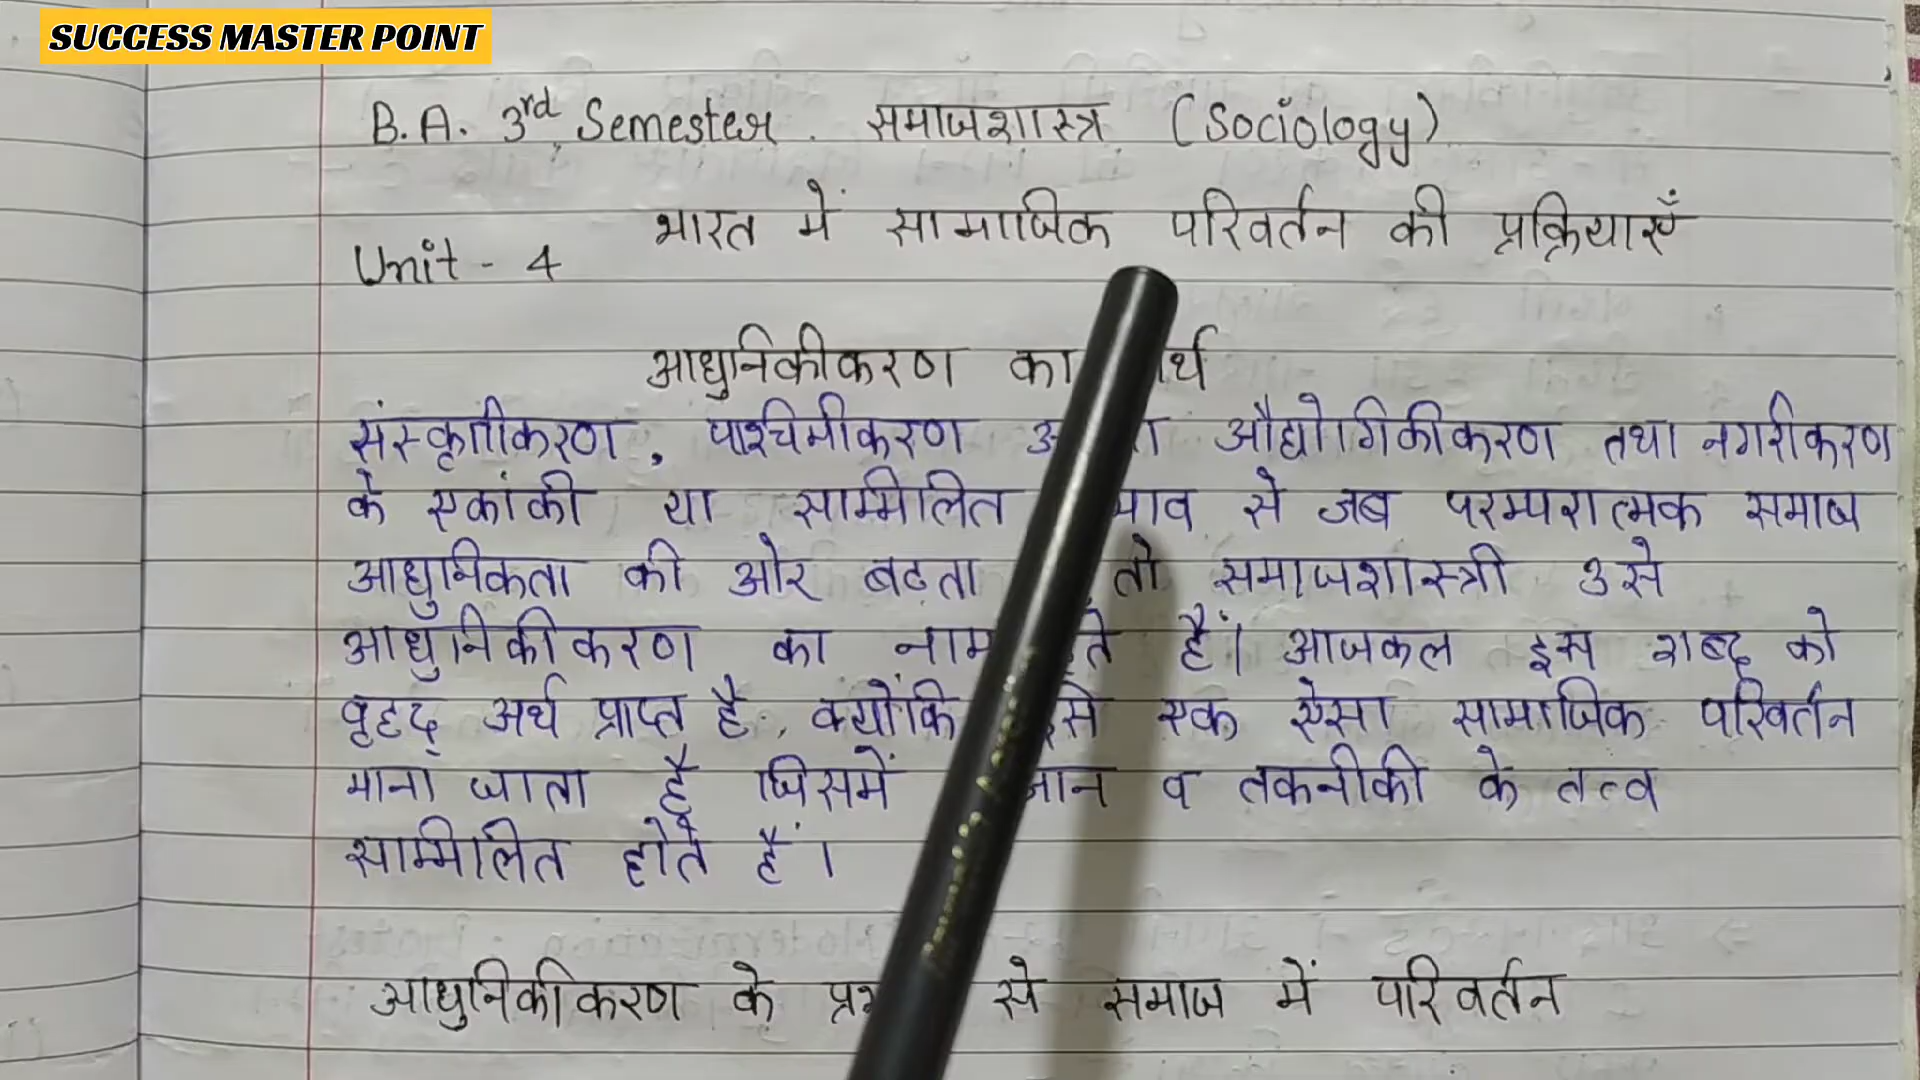 SUCCESS MASTER POINT
B.A. 3rd Semester. समाजशास्त्र (Sociology)
भारत में सामाजिक परिवर्तन की प्रक्रियाएँ
Unit - 4
आधुनिकीकरण का
संस्कृतीकरण, पाश्चिमीकरण औद्योगिकीकरण तथा नगरीकरण
के एकांकी या सम्मिलित से जब परम्परात्मक समाज
आधुनिकता की ओर बढता तो समाजशास्त्री उसे
आधुनिकीकरण का नाम हैं। आजकल इस शब्द को
वृहद् अर्थ प्राप्त है, क्योंकि एक ऐसा सामाजिक परिवर्तन
माना जाता है जिसमें व तकनीकी के तत्व
सम्मिलित होते हैं।
आधुनिकीकरण के से समाज में परिवर्तन